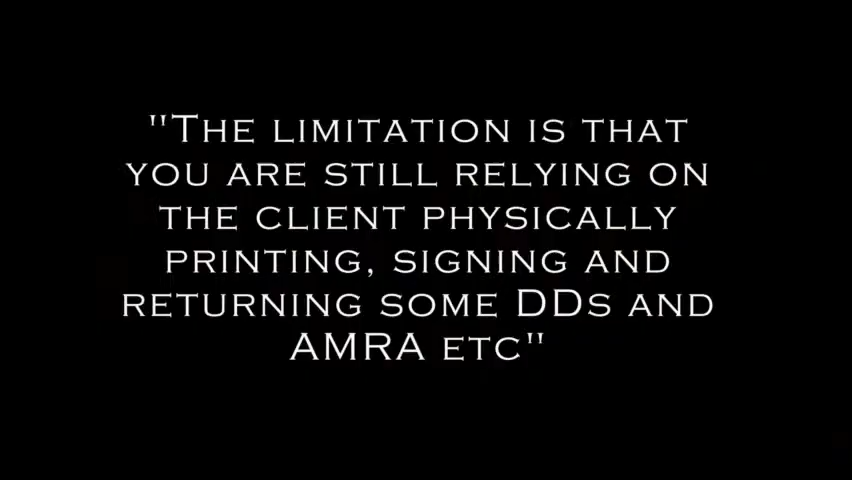 "The limitation is that
you are still relying on
the client physically
printing, signing and
returning some DDs and
AMRA etc"